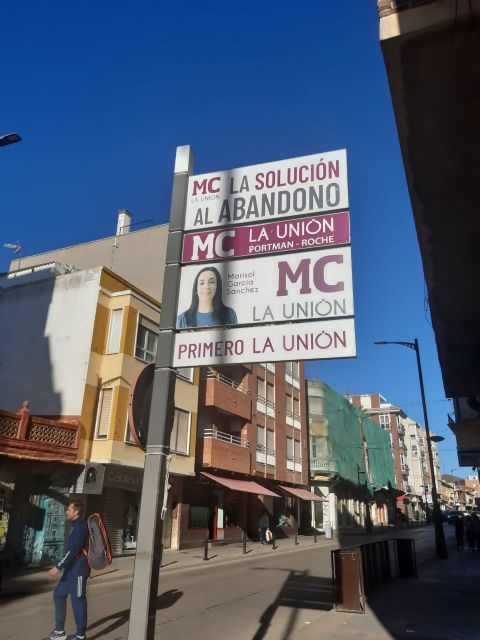 MC LA SOLUCIÓN
LA UNIÓN
AL ABANDONO
MC LA UNIÓN
PORTMAN - ROCHE
Marisol
García
Sánchez
MC
LA UNIÓN
PRIMERO LA UNIÓN